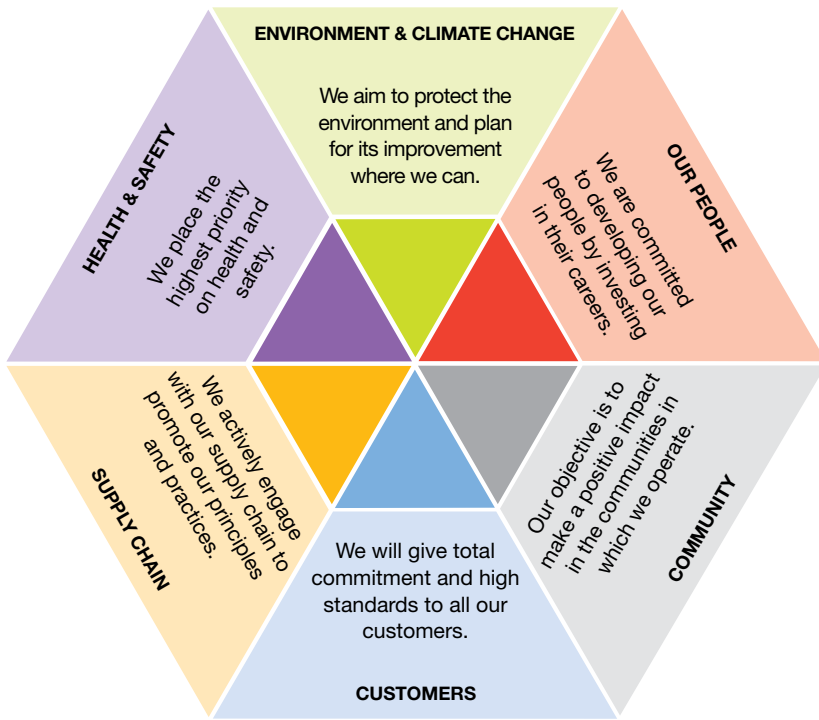 ENVIRONMENT & CLIMATE CHANGE
We aim to protect the
environment and plan
for its improvement
where we can.
OUR PEOPLE
We are committed
to developing our
people by investing
in their careers.
COMMUNITY
Our objective is to
make a positive impact
in the communities in
which we operate.
CUSTOMERS
We will give total
commitment and high
standards to all our
customers.
SUPPLY CHAIN
We actively engage
with our supply chain to
promote our principles
and practices.
HEALTH & SAFETY
We place the
highest priority
on health and
safety.